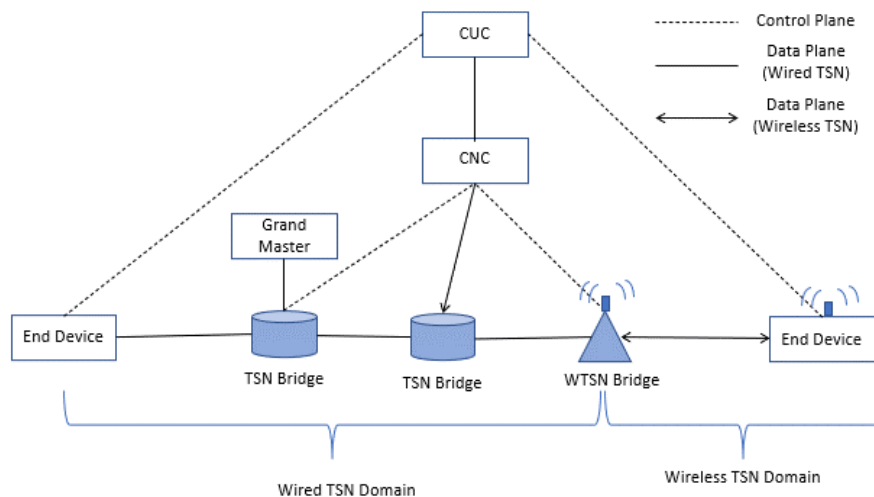 CUC
Control Plane
Data Plane
(Wired TSN)
Data Plane
(Wireless TSN)
CNC
Grand
Master
End Device
TSN Bridge
TSN Bridge
WTSN Bridge
End Device
Wired TSN Domain
Wireless TSN Domain